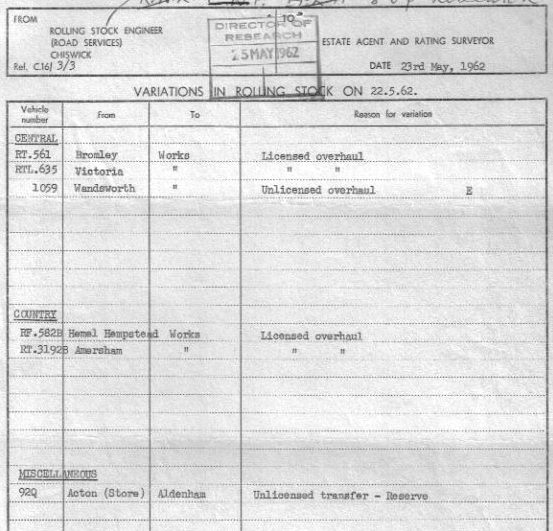 FROM
ROLLING STOCK ENGINEER
(ROAD SERVICES)
CHISWICK
Ref. C16/ 3/3
TO
DIRECTOR OF
RESEARCH
25 MAY 1962
ESTATE AGENT AND RATING SURVEYOR
DATE 23rd May, 1962
VARIATIONS IN ROLLING STOCK ON 22.5.62.
Vehicle number From To Reason for variation
CENTRAL
RT.561 Bromley Works Licensed overhaul
RTL.635 Victoria " " "
1059 Wandsworth " Unlicensed overhaul E
COUNTRY
RF.582B Hemel Hempstead Works Licensed overhaul
RT.3192B Amersham " " "
MISCELLANEOUS
92Q Acton (Store) Aldenham Unlicensed transfer - Reserve